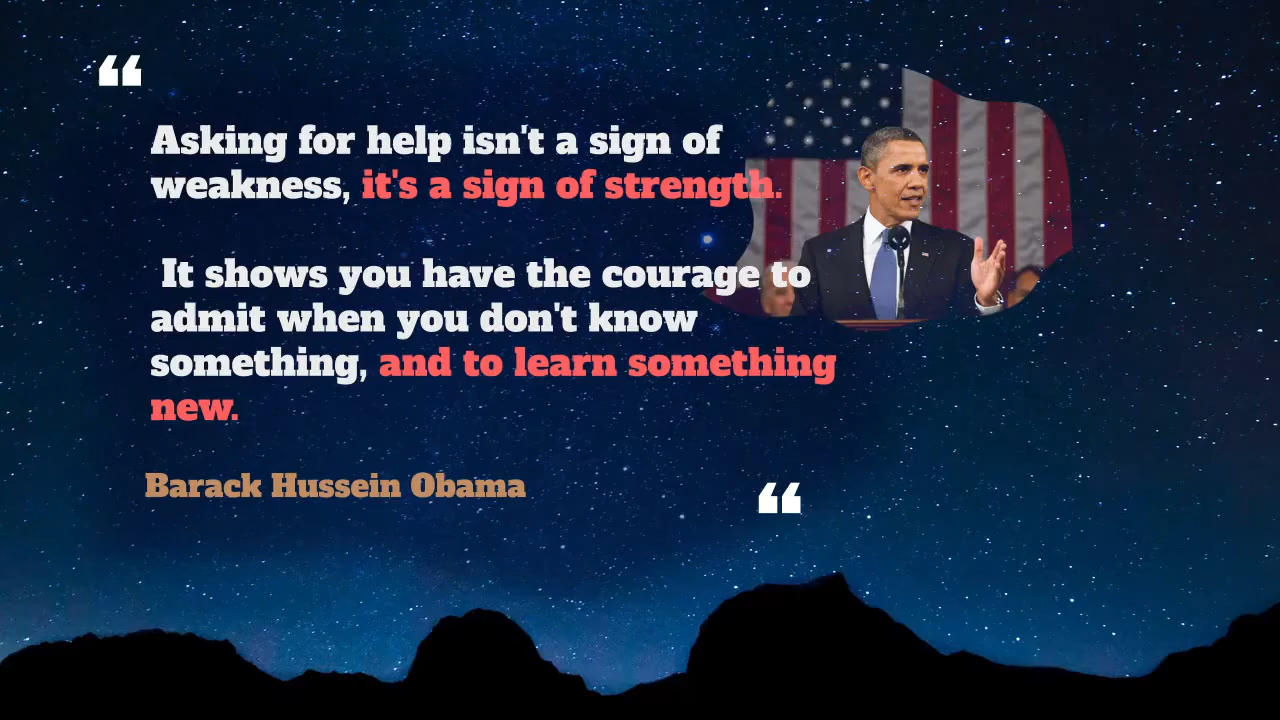 ❝
Asking for help isn't a sign of
weakness, it's a sign of strength.
It shows you have the courage to
admit when you don't know
something, and to learn something
new.
Barack Hussein Obama
❝